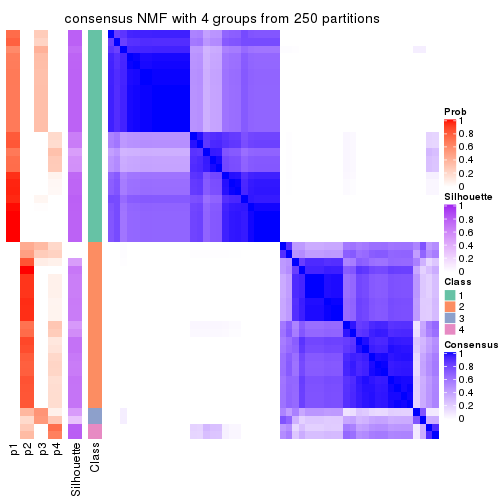 consensus NMF with 4 groups from 250 partitions
Prob
1
0.8
0.6
0.4
0.2
0
Silhouette
1
0.8
0.6
0.4
0.2
0
Class
1
2
3
4
Consensus
1
0.8
0.6
0.4
0.2
0
p1
p2
p3
p4
Silhouette
Class